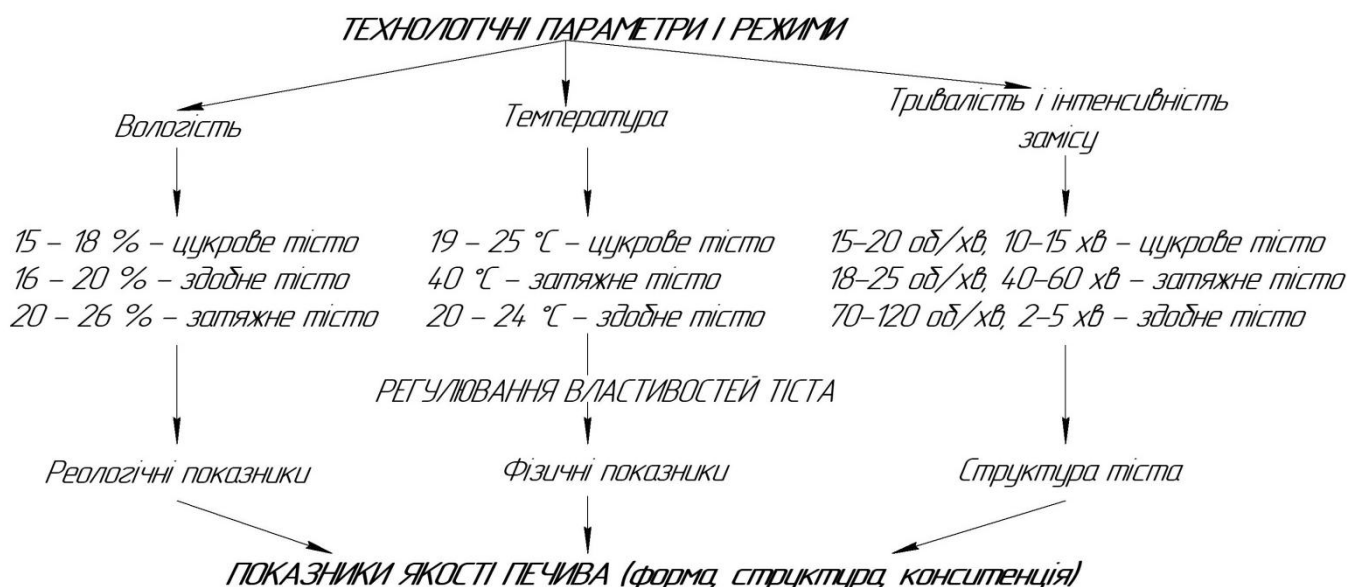 ТЕХНОЛОГІЧНІ ПАРАМЕТРИ І РЕЖИМИ
Вологість
Температура
Тривалість і інтенсивність
замісу
15 – 18 % – цукрове тісто
16 – 20 % – здобне тісто
20 – 26 % – затяжне тісто
19 – 25 °С – цукрове тісто
40 °С – затяжне тісто
20 – 24 °С – здобне тісто
15–20 об/хв, 10–15 хв – цукрове тісто
18–25 об/хв, 40–60 хв – затяжне тісто
70–120 об/хв, 2–5 хв – здобне тісто
РЕГУЛЮВАННЯ ВЛАСТИВОСТЕЙ ТІСТА
Реологічні показники
Фізичні показники
Структура тіста
ПОКАЗНИКИ ЯКОСТІ ПЕЧИВА (форма, структура, конситенція)